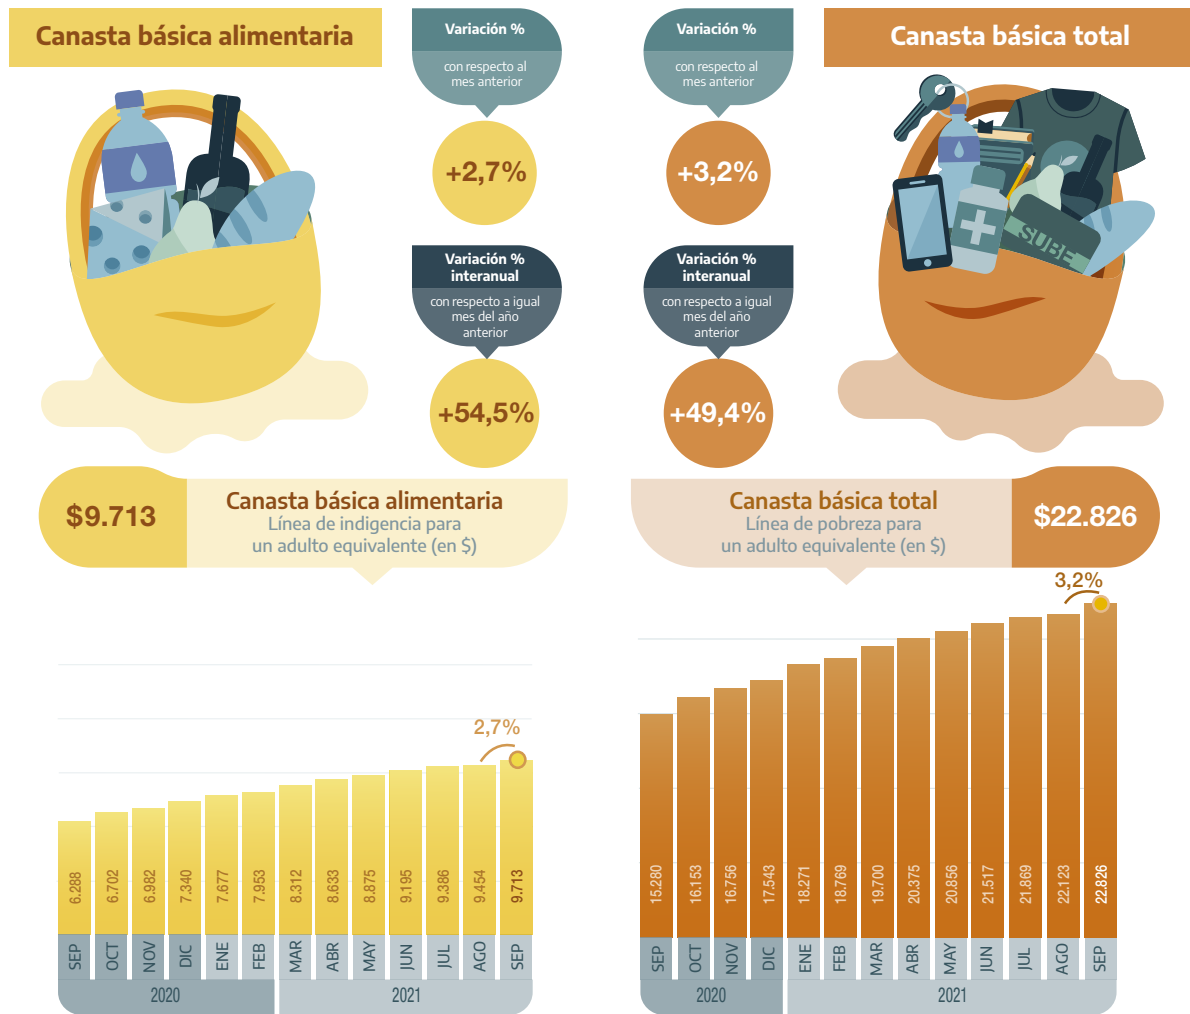 Canasta básica alimentaria
Variación %
con respecto al
mes anterior
+2,7%
Variación %
interanual
con respecto a igual
mes del año
anterior
+54,5%
Variación %
con respecto al
mes anterior
+3,2%
Variación %
interanual
con respecto a igual
mes del año
anterior
+49,4%
Canasta básica total
SUBE
$9.713
Canasta básica alimentaria
Línea de indigencia para
un adulto equivalente (en $)
2,7%
6.288
6.702
6.982
7.340
7.677
7.953
8.312
8.633
8.875
9.195
9.386
9.454
9.713
SEP
OCT
NOV
DIC
ENE
FEB
MAR
ABR
MAY
JUN
JUL
AGO
SEP
2020
2021
Canasta básica total
Línea de pobreza para
un adulto equivalente (en $)
$22.826
3,2%
15.280
16.153
16.756
17.543
18.271
18.769
19.700
20.375
20.856
21.517
21.869
22.123
22.826
SEP
OCT
NOV
DIC
ENE
FEB
MAR
ABR
MAY
JUN
JUL
AGO
SEP
2020
2021